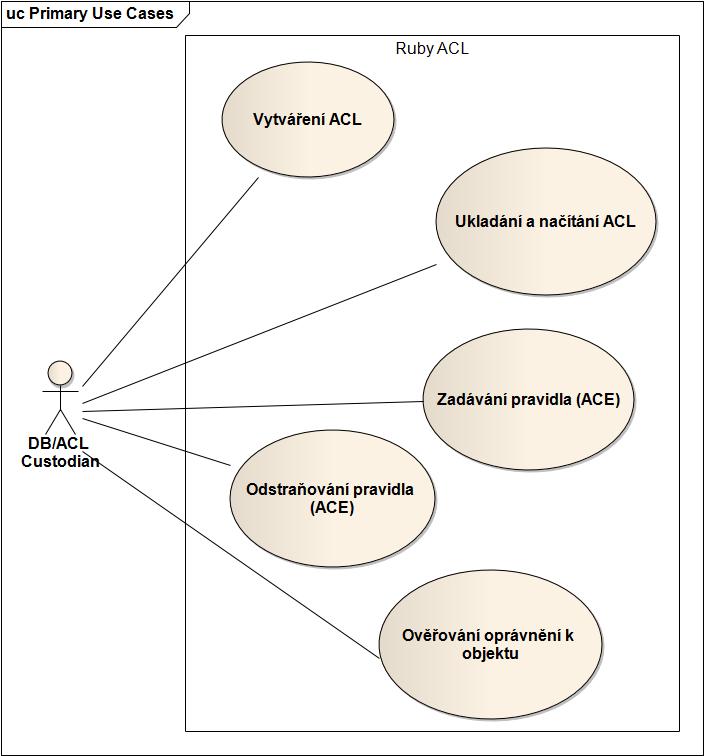 uc Primary Use Cases
Ruby ACL
Vytváření ACL
Ukladání a načítání ACL
Zadávání pravidla (ACE)
DB/ACL
Custodian
Odstraňování pravidla
(ACE)
Ověřování oprávnění k
objektu